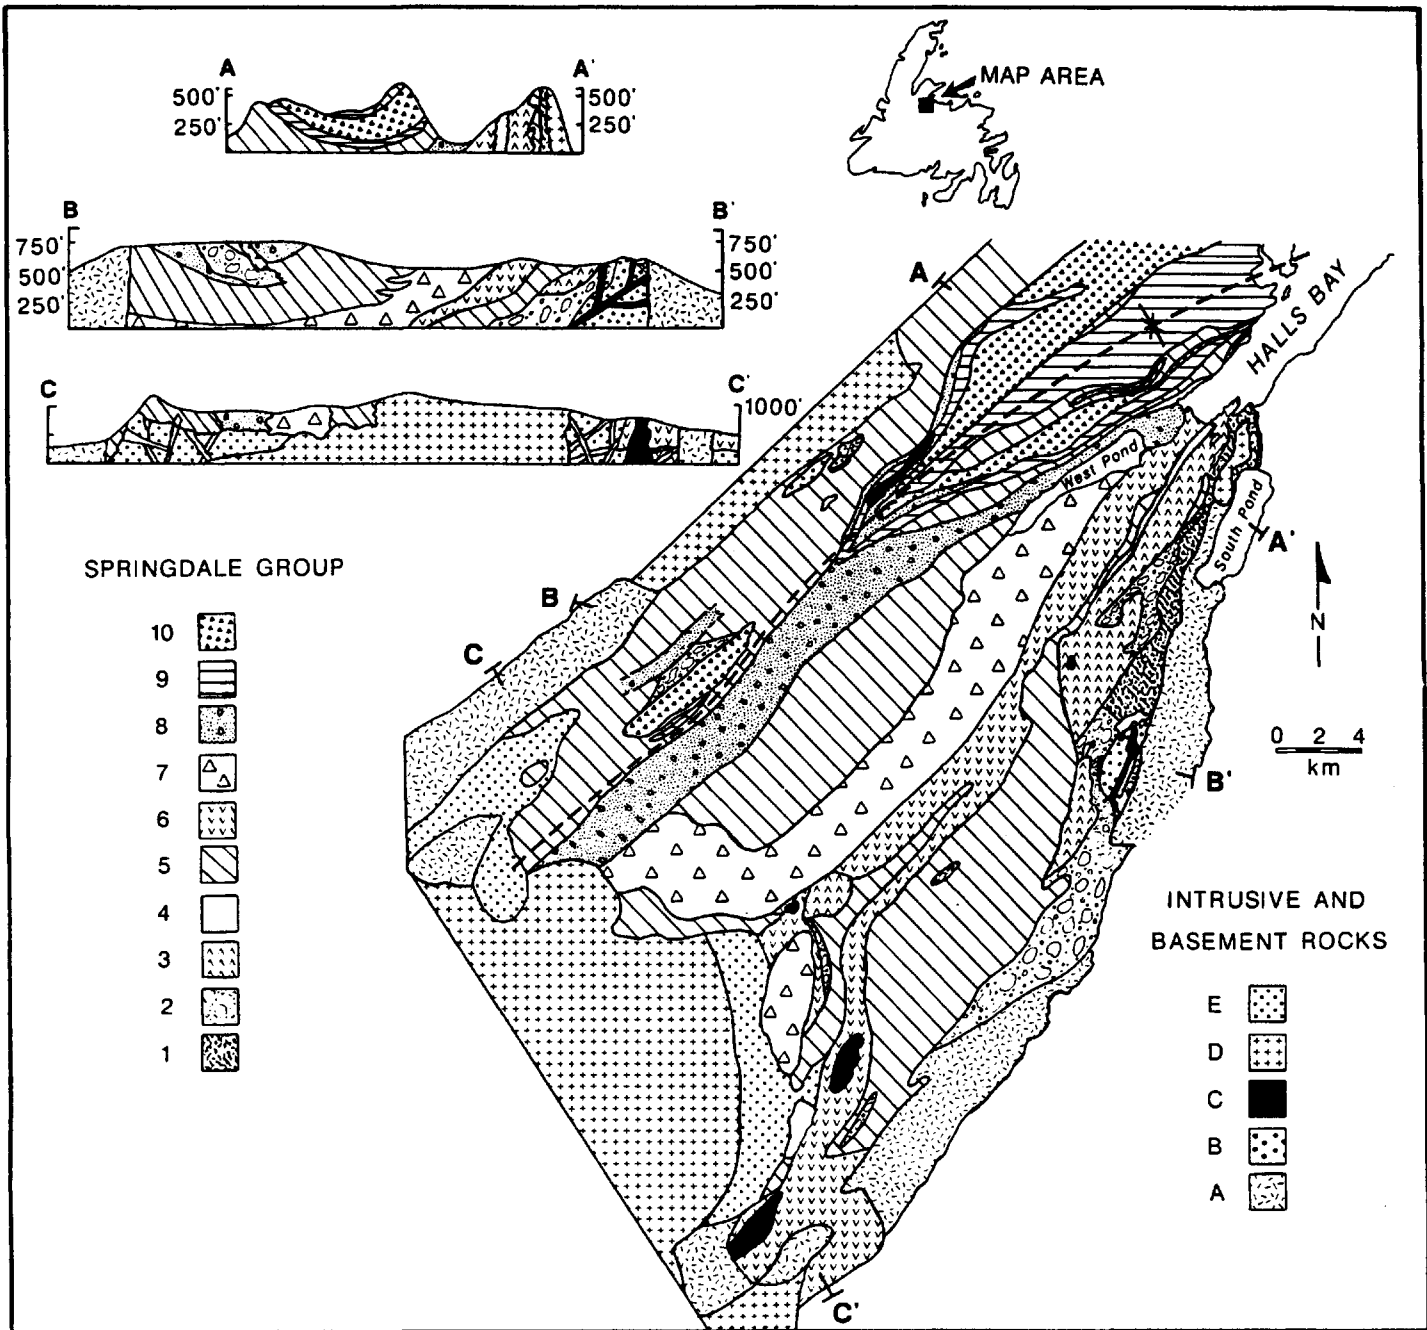 A A'
500' 500'
250' 250'
MAP AREA
B B'
750' 750'
500' 500'
250' 250'
C C'
1000'
A
HALLS BAY
West Pond
South Pond
A'
N
B
C
0 2 4
km
B'
C'
SPRINGDALE GROUP
10
9
8
7
6
5
4
3
2
1
INTRUSIVE AND
BASEMENT ROCKS
E
D
C
B
A